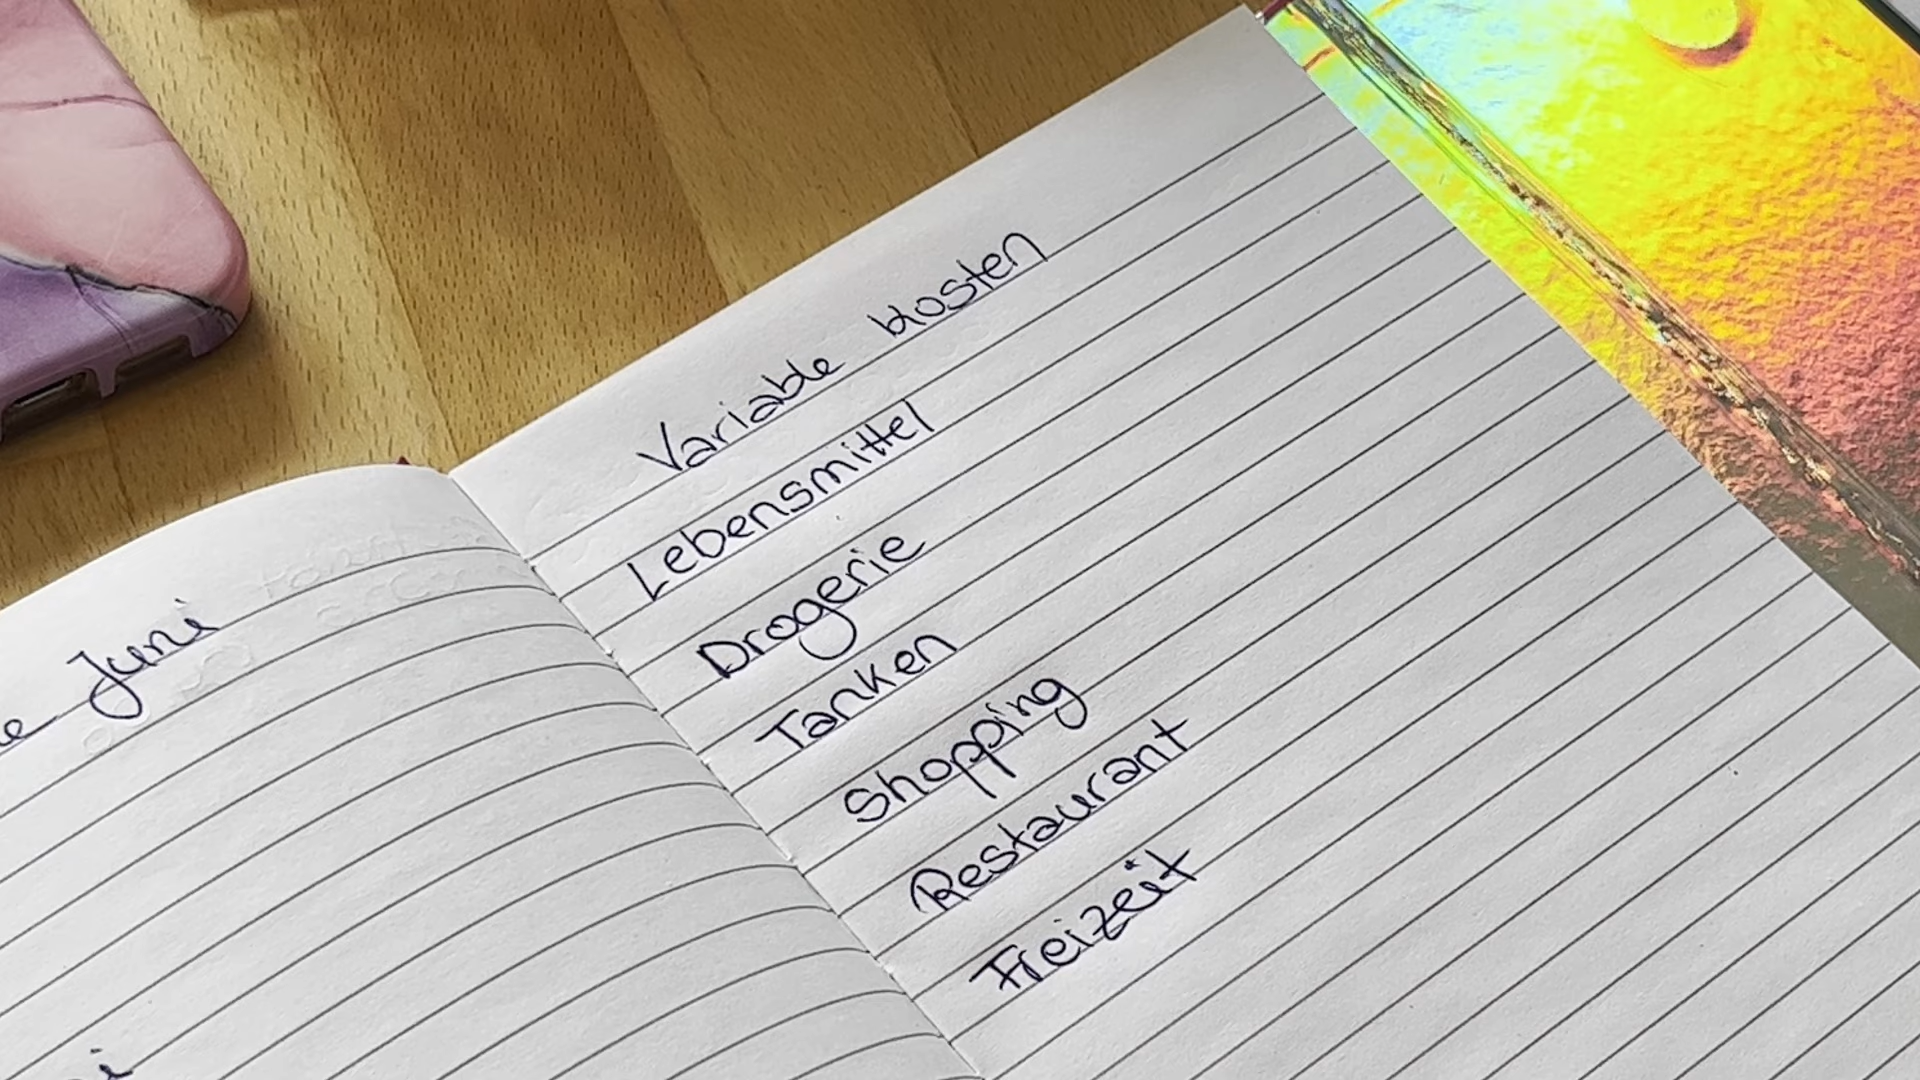 Juni
Variable Kosten
Lebensmittel
Drogerie
Tanken
Shopping
Restaurant
Freizeit